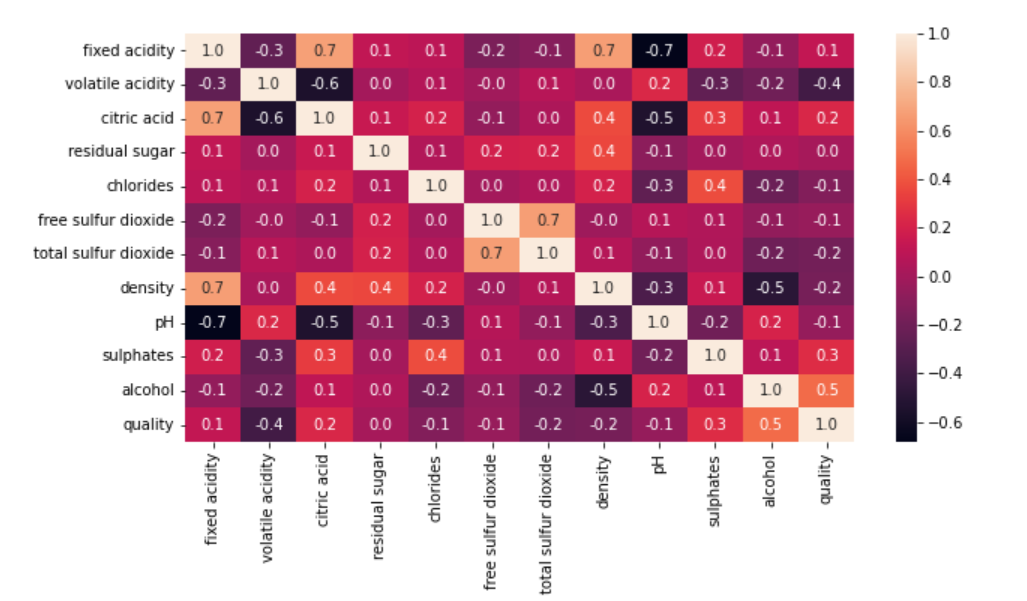 fixed acidity 1.0 -0.3 0.7 0.1 0.1 -0.2 -0.1 0.7 -0.7 0.2 -0.1 0.1
volatile acidity -0.3 1.0 -0.6 0.0 0.1 -0.0 0.1 0.0 0.2 -0.3 -0.2 -0.4
citric acid 0.7 -0.6 1.0 0.1 0.2 -0.1 0.0 0.4 -0.5 0.3 0.1 0.2
residual sugar 0.1 0.0 0.1 1.0 0.1 0.2 0.2 0.4 -0.1 0.0 0.0 0.0
chlorides 0.1 0.1 0.2 0.1 1.0 0.0 0.0 0.2 -0.3 0.4 -0.2 -0.1
free sulfur dioxide -0.2 -0.0 -0.1 0.2 0.0 1.0 0.7 -0.0 0.1 0.1 -0.1 -0.1
total sulfur dioxide -0.1 0.1 0.0 0.2 0.0 0.7 1.0 0.1 -0.1 0.0 -0.2 -0.2
density 0.7 0.0 0.4 0.4 0.2 -0.0 0.1 1.0 -0.3 0.1 -0.5 -0.2
pH -0.7 0.2 -0.5 -0.1 -0.3 0.1 -0.1 -0.3 1.0 -0.2 0.2 -0.1
sulphates 0.2 -0.3 0.3 0.0 0.4 0.1 0.0 0.1 -0.2 1.0 0.1 0.3
alcohol -0.1 -0.2 0.1 0.0 -0.2 -0.1 -0.2 -0.5 0.2 0.1 1.0 0.5
quality 0.1 -0.4 0.2 0.0 -0.1 -0.1 -0.2 -0.2 -0.1 0.3 0.5 1.0
fixed acidity
volatile acidity
citric acid
residual sugar
chlorides
free sulfur dioxide
total sulfur dioxide
density
pH
sulphates
alcohol
quality
1.0
0.8
0.6
0.4
0.2
0.0
−0.2
−0.4
−0.6